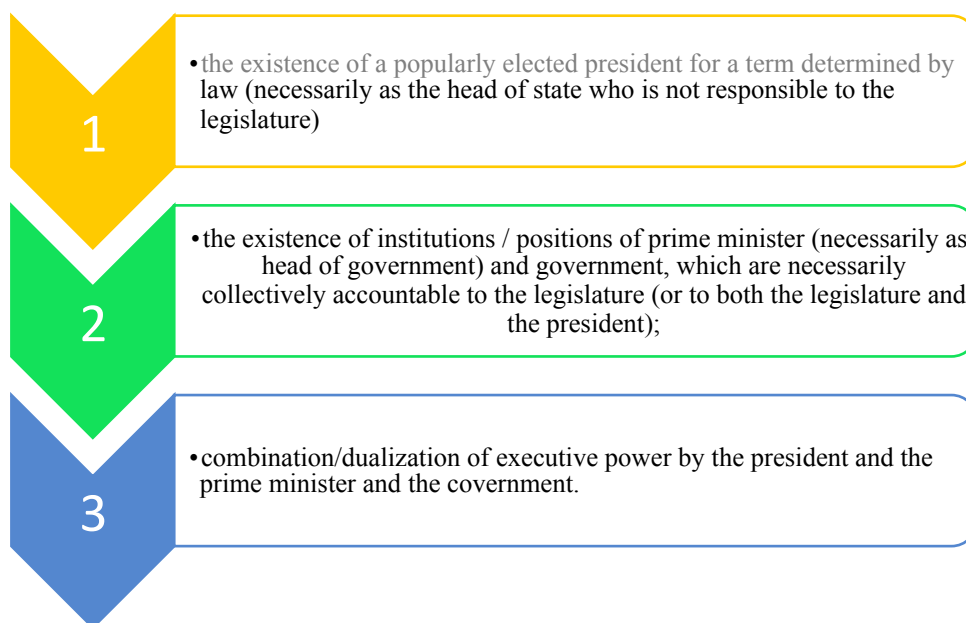 1
•the existence of a popularly elected president for a term determined by
law (necessarily as the head of state who is not responsible to the
legislature)
2
•the existence of institutions / positions of prime minister (necessarily as
head of government) and government, which are necessarily
collectively accountable to the legislature (or to both the legislature and
the president);
3
•combination/dualization of executive power by the president and the
prime minister and the covernment.